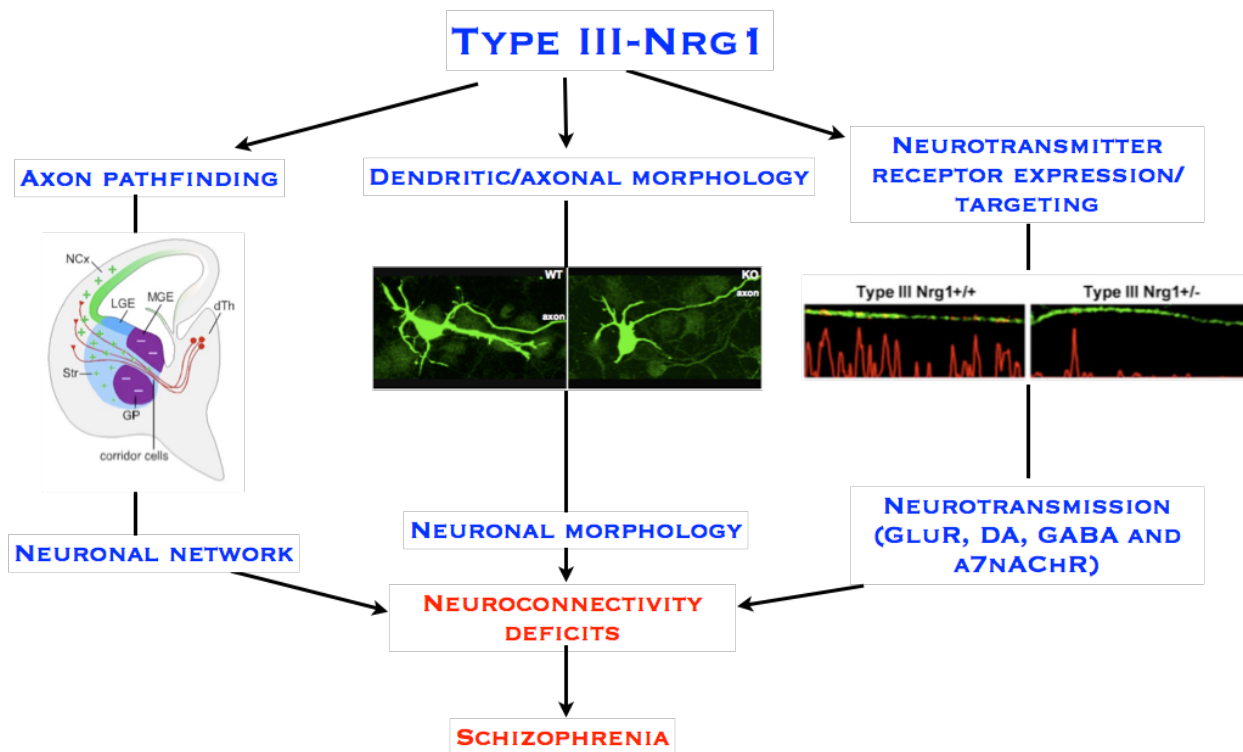 TYPE III-NRG1
AXON PATHFINDING
DENDRITIC/AXONAL MORPHOLOGY
NEUROTRANSMITTER
RECEPTOR EXPRESSION/
TARGETING
NCx
LGE
MGE
dTh
Str
GP
corridor cells
WT
axon
KO
axon
Type III Nrg1+/+
Type III Nrg1+/-
NEURONAL NETWORK
NEURONAL MORPHOLOGY
NEUROTRANSMISSION
(GLUR, DA, GABA AND
A7NACHR)
NEUROCONNECTIVITY
DEFICITS
SCHIZOPHRENIA